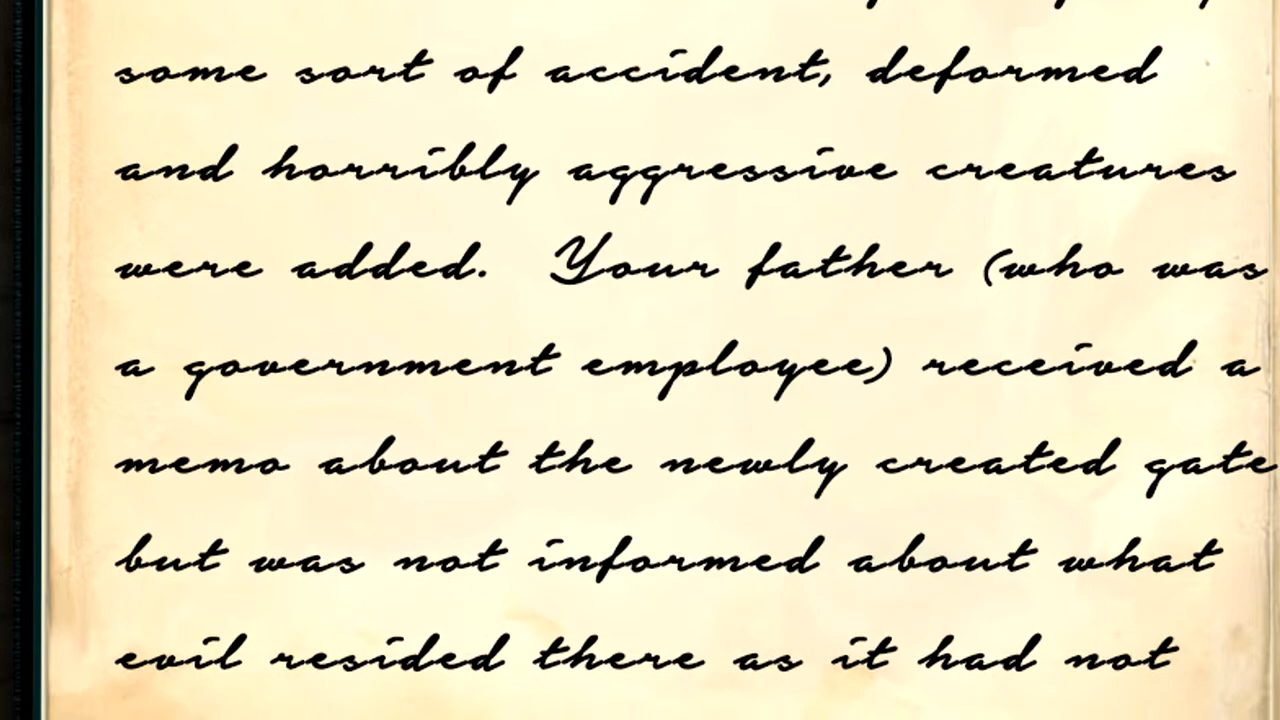 some sort of accident, deformed
and horribly aggressive creatures
were added.  Your father (who was
a government employee) received a
memo about the newly created gate
but was not informed about what
evil resided there as it had not